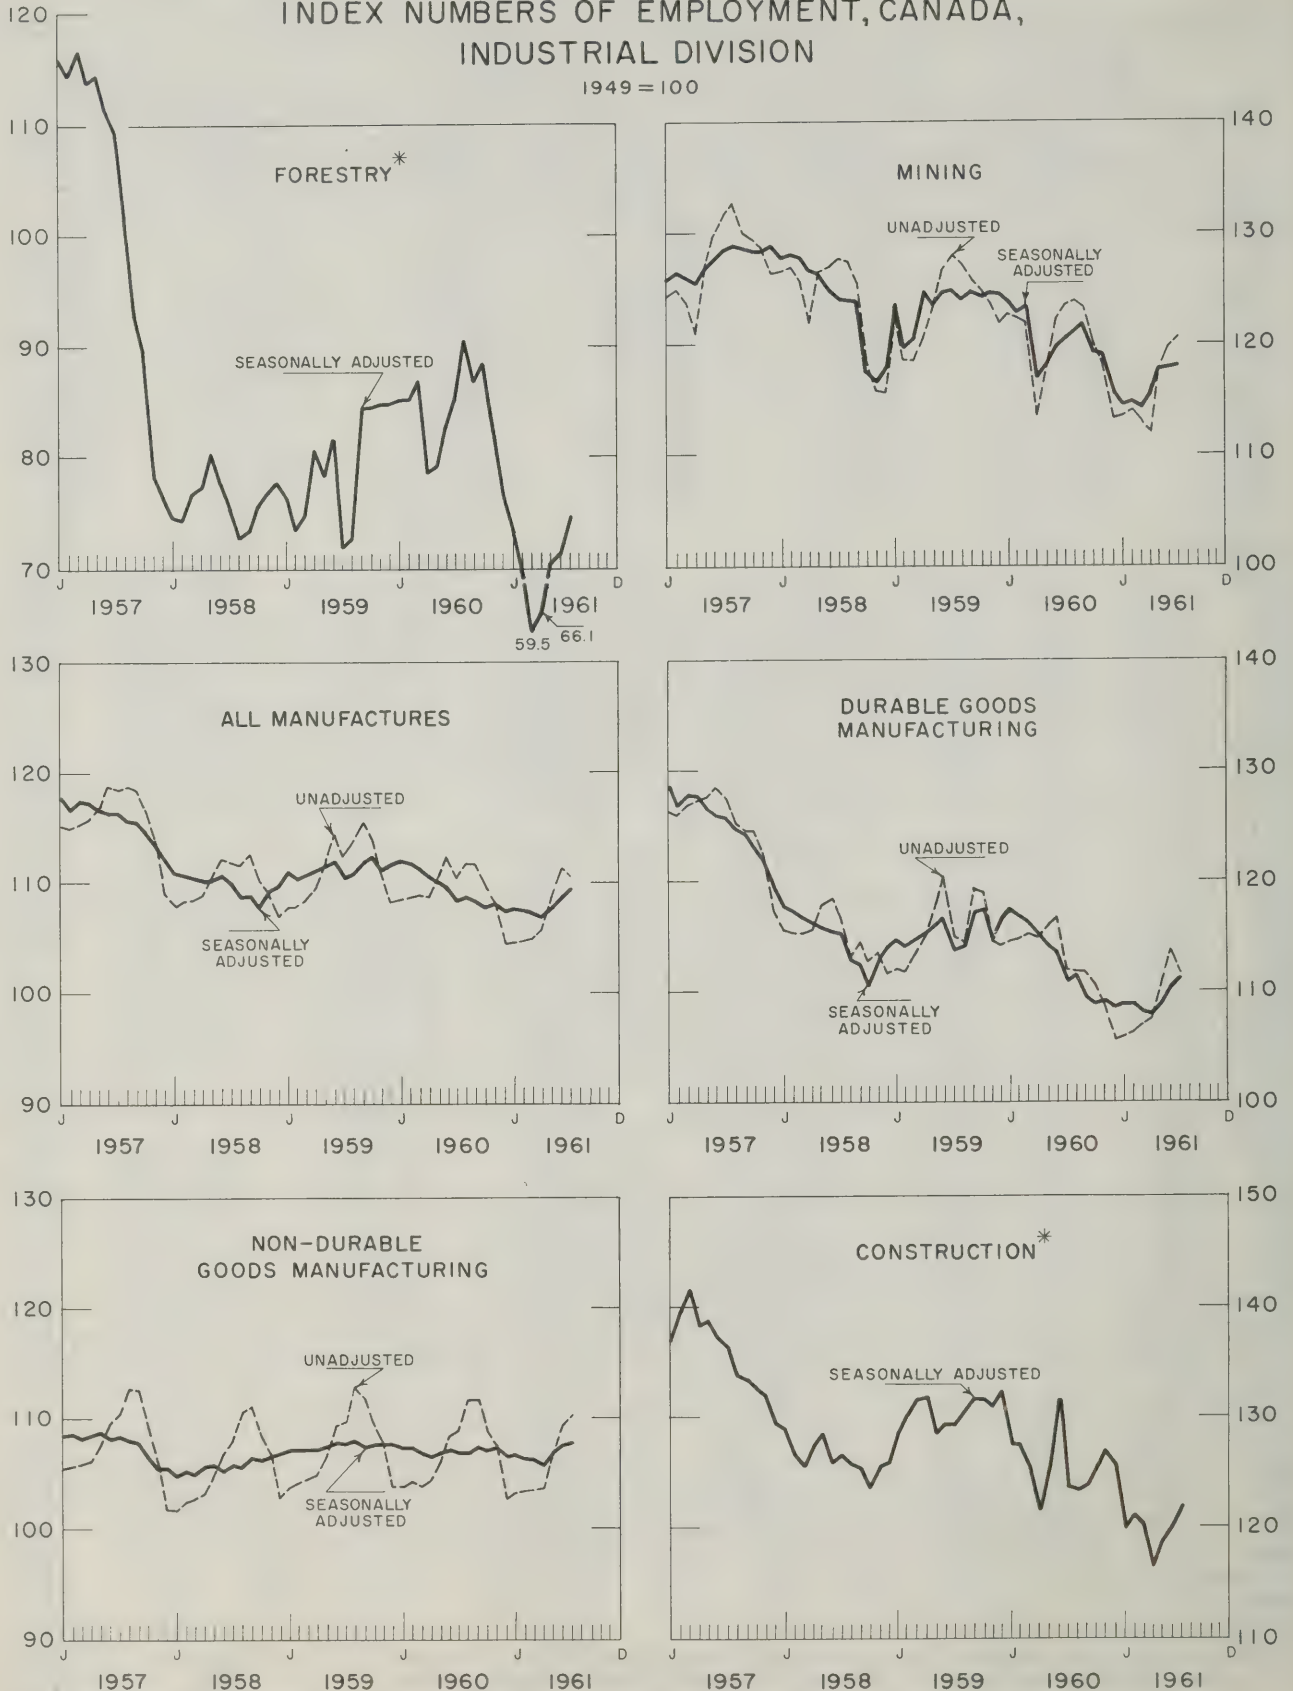 INDEX NUMBERS OF EMPLOYMENT, CANADA,
INDUSTRIAL DIVISION
1949 = 100
120
110
100
90
80
70
FORESTRY*
SEASONALLY ADJUSTED
59.5
66.1
J J J J J D
1957 1958 1959 1960 1961
MINING
UNADJUSTED
SEASONALLY
ADJUSTED
140
130
120
110
100
J J J J J D
1957 1958 1959 1960 1961
130
120
110
100
90
ALL MANUFACTURES
UNADJUSTED
SEASONALLY
ADJUSTED
J J J J J D
1957 1958 1959 1960 1961
DURABLE GOODS
MANUFACTURING
UNADJUSTED
SEASONALLY
ADJUSTED
140
130
120
110
100
J J J J J D
1957 1958 1959 1960 1961
130
120
110
100
90
NON-DURABLE
GOODS MANUFACTURING
UNADJUSTED
SEASONALLY
ADJUSTED
J J J J J D
1957 1958 1959 1960 1961
CONSTRUCTION*
SEASONALLY ADJUSTED
150
140
130
120
110
J J J J J D
1957 1958 1959 1960 1961